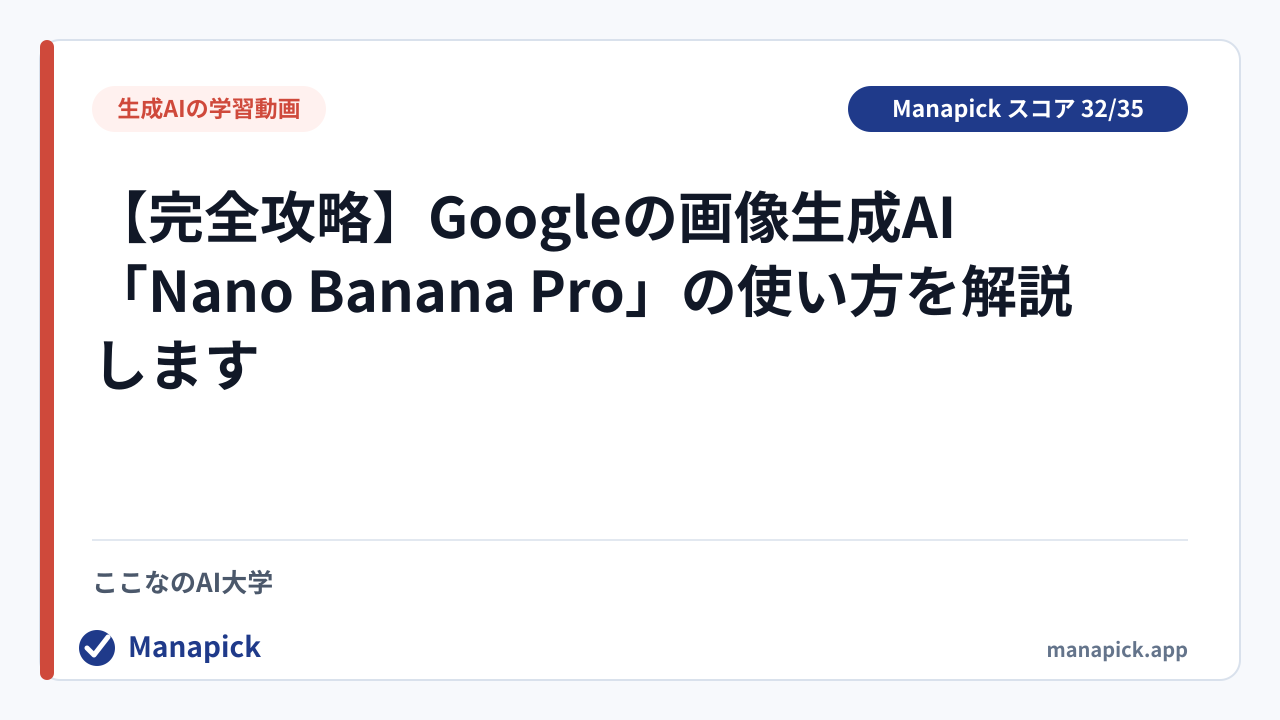 生成AIの学習動画
Manapick スコア 32/35
【完全攻略】Googleの画像生成AI
「Nano Banana Pro」の使い方を解説
します
ここなのAI大学
Manapick
manapick.app